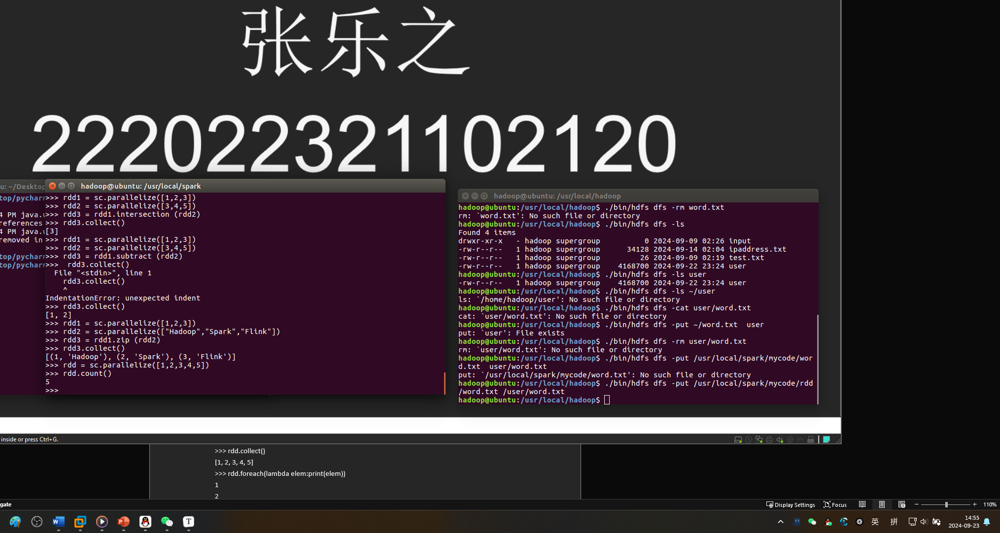 张乐之
222022321102120
u: ~/Desktop
top/pycharm
4 PM java.u
references
4 PM java.u
removed in
top/pycharm
top/pycharm
hadoop@ubuntu: /usr/local/spark
>>> rdd1 = sc.parallelize([1,2,3])
>>> rdd2 = sc.parallelize([3,4,5])
>>> rdd3 = rdd1.intersection (rdd2)
>>> rdd3.collect()
[3]
>>> rdd1 = sc.parallelize([1,2,3])
>>> rdd2 = sc.parallelize([3,4,5])
>>> rdd3 = rdd1.subtract (rdd2)
>>>  rdd3.collect()
  File "<stdin>", line 1
    rdd3.collect()
    ^
IndentationError: unexpected indent
>>> rdd3.collect()
[1, 2]
>>> rdd1 = sc.parallelize([1,2,3])
>>> rdd2 = sc.parallelize(["Hadoop","Spark","Flink"])
>>> rdd3 = rdd1.zip (rdd2)
>>> rdd3.collect()
[(1, 'Hadoop'), (2, 'Spark'), (3, 'Flink')]
>>> rdd = sc.parallelize([1,2,3,4,5])
>>> rdd.count()
5
>>>
hadoop@ubuntu: /usr/local/hadoop
hadoop@ubuntu:/usr/local/hadoop$ ./bin/hdfs dfs -rm word.txt
rm: `word.txt': No such file or directory
hadoop@ubuntu:/usr/local/hadoop$ ./bin/hdfs dfs -ls
Found 4 items
drwxr-xr-x   - hadoop supergroup          0 2024-09-09 02:26 input
-rw-r--r--   1 hadoop supergroup      34128 2024-09-14 02:04 ipaddress.txt
-rw-r--r--   1 hadoop supergroup         26 2024-09-09 02:19 test.txt
-rw-r--r--   1 hadoop supergroup    4168700 2024-09-22 23:24 user
hadoop@ubuntu:/usr/local/hadoop$ ./bin/hdfs dfs -ls user
-rw-r--r--   1 hadoop supergroup    4168700 2024-09-22 23:24 user
hadoop@ubuntu:/usr/local/hadoop$ ./bin/hdfs dfs -ls ~/user
ls: `/home/hadoop/user': No such file or directory
hadoop@ubuntu:/usr/local/hadoop$ ./bin/hdfs dfs -cat user/word.txt
cat: `user/word.txt': No such file or directory
hadoop@ubuntu:/usr/local/hadoop$ ./bin/hdfs dfs -put ~/word.txt  user
put: `user': File exists
hadoop@ubuntu:/usr/local/hadoop$ ./bin/hdfs dfs -rm user/word.txt
rm: `user/word.txt': No such file or directory
hadoop@ubuntu:/usr/local/hadoop$ ./bin/hdfs dfs -put /usr/local/spark/mycode/wor
d.txt  user/word.txt
put: `/usr/local/spark/mycode/word.txt': No such file or directory
hadoop@ubuntu:/usr/local/hadoop$ ./bin/hdfs dfs -put /usr/local/spark/mycode/rdd
/word.txt /user/word.txt
hadoop@ubuntu:/usr/local/hadoop$
inside or press Ctrl+G.
>>> rdd.collect()
[1, 2, 3, 4, 5]
>>> rdd.foreach(lambda elem:print(elem))
1
2
gate
Display Settings
Focus
110%
英
拼
14:55
2024-09-23